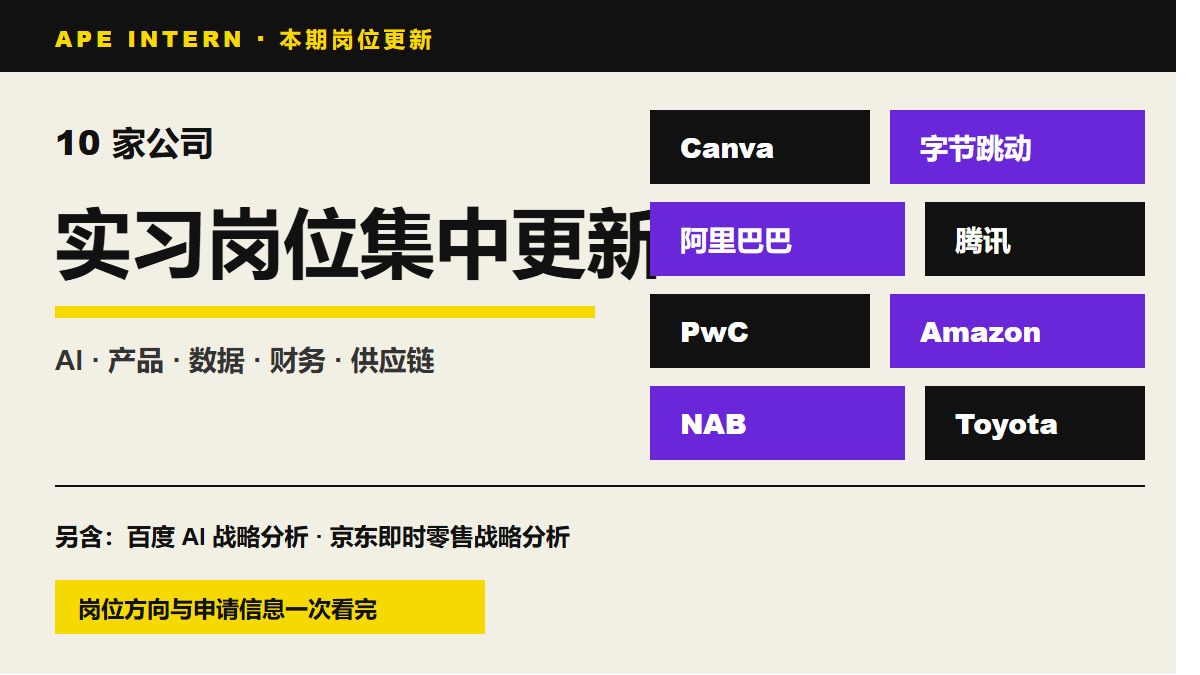 APE INTERN · 本期岗位更新
10 家公司
实习岗位集中更新
AI · 产品 · 数据 · 财务 · 供应链
Canva
字节跳动
阿里巴巴
腾讯
PwC
Amazon
NAB
Toyota
另含：百度 AI 战略分析 · 京东即时零售战略分析
岗位方向与申请信息一次看完